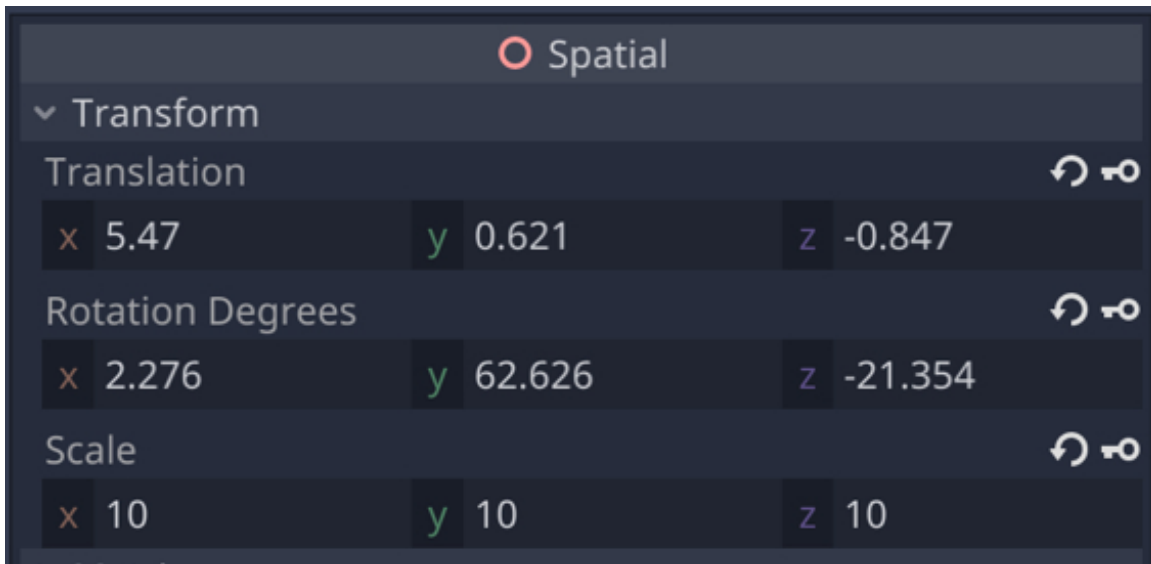 Spatial
Transform
Translation
x 5.47 y 0.621 z -0.847
Rotation Degrees
x 2.276 y 62.626 z -21.354
Scale
x 10 y 10 z 10